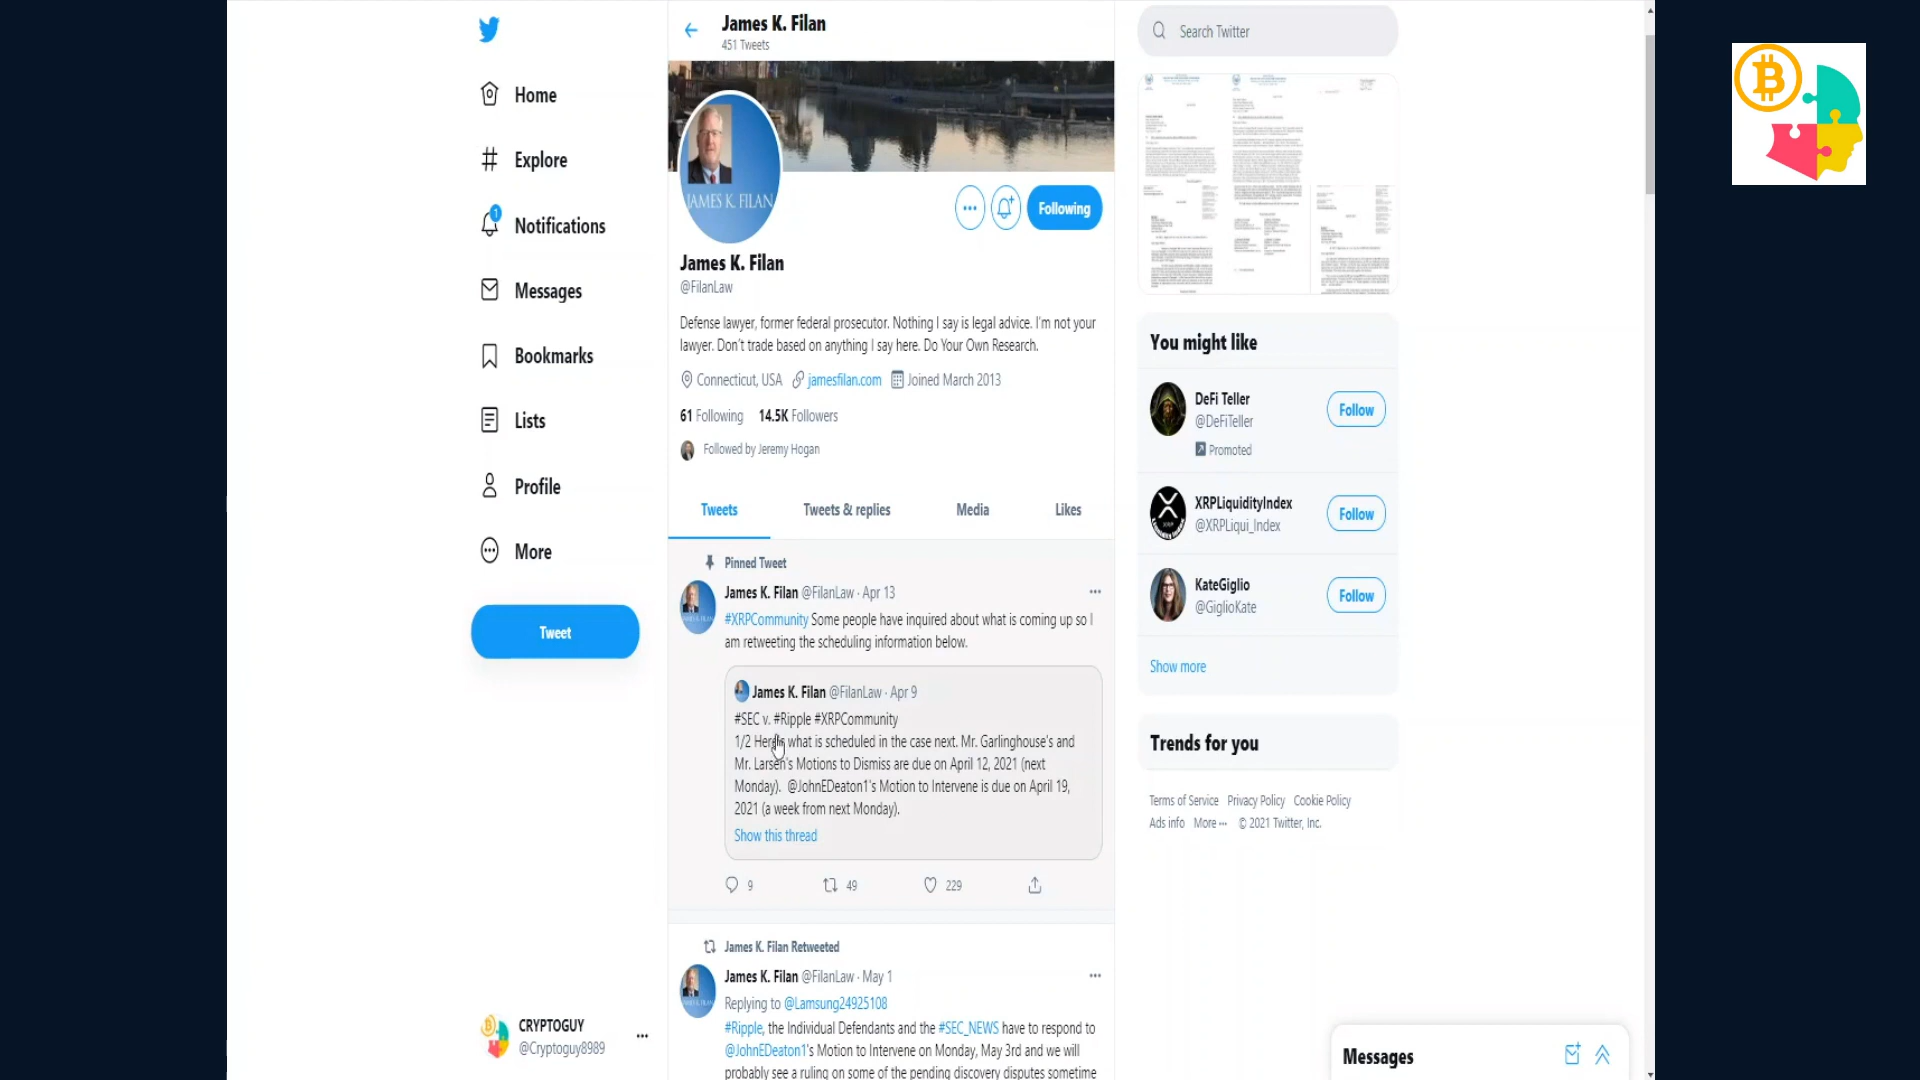 Home
Explore
1
Notifications
Messages
Bookmarks
Lists
Profile
More
Tweet
CRYPTOGUY
@Cryptoguy8989
James K. Filan
451 Tweets
JAMES K. FILAN
Following
James K. Filan
@FilanLaw
Defense lawyer, former federal prosecutor. Nothing I say is legal advice. I'm not your
lawyer. Don't trade based on anything I say here. Do Your Own Research.
Connecticut, USA jamesfilan.com Joined March 2013
61 Following 14.5K Followers
Followed by Jeremy Hogan
Tweets Tweets & replies Media Likes
Pinned Tweet
James K. Filan @FilanLaw · Apr 13
#XRPCommunity Some people have inquired about what is coming up so I
am retweeting the scheduling information below.
James K. Filan @FilanLaw · Apr 9
#SEC v. #Ripple #XRPCommunity
1/2 Here's what is scheduled in the case next. Mr. Garlinghouse's and
Mr. Larsen's Motions to Dismiss are due on April 12, 2021 (next
Monday). @JohnEDeaton1's Motion to Intervene is due on April 19,
2021 (a week from next Monday).
Show this thread
9 49 229
James K. Filan Retweeted
James K. Filan @FilanLaw · May 1
Replying to @Lamsung24925108
#Ripple, the Individual Defendants and the #SEC_NEWS have to respond to
@JohnEDeaton1's Motion to Intervene on Monday, May 3rd and we will
probably see a ruling on some of the pending discovery disputes sometime
Search Twitter
You might like
DeFi Teller
@DeFiTeller
Promoted
Follow
XRPLiquidityIndex
@XRPLiqui_Index
Follow
KateGiglio
@GiglioKate
Follow
Show more
Trends for you
Terms of Service Privacy Policy Cookie Policy
Ads info More ··· © 2021 Twitter, Inc.
Messages